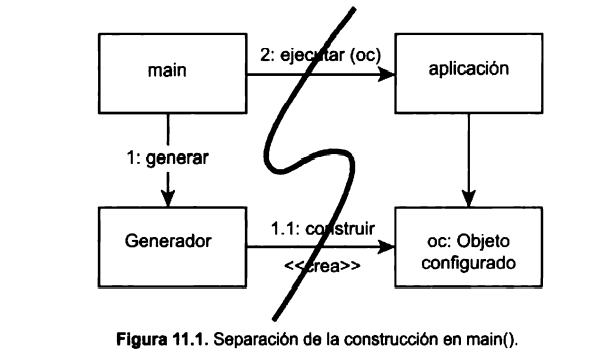 main
2: ejecutar (oc)
aplicación
1: generar
Generador
1.1: construir
<<crea>>
oc: Objeto
configurado
Figura 11.1. Separación de la construcción en main().